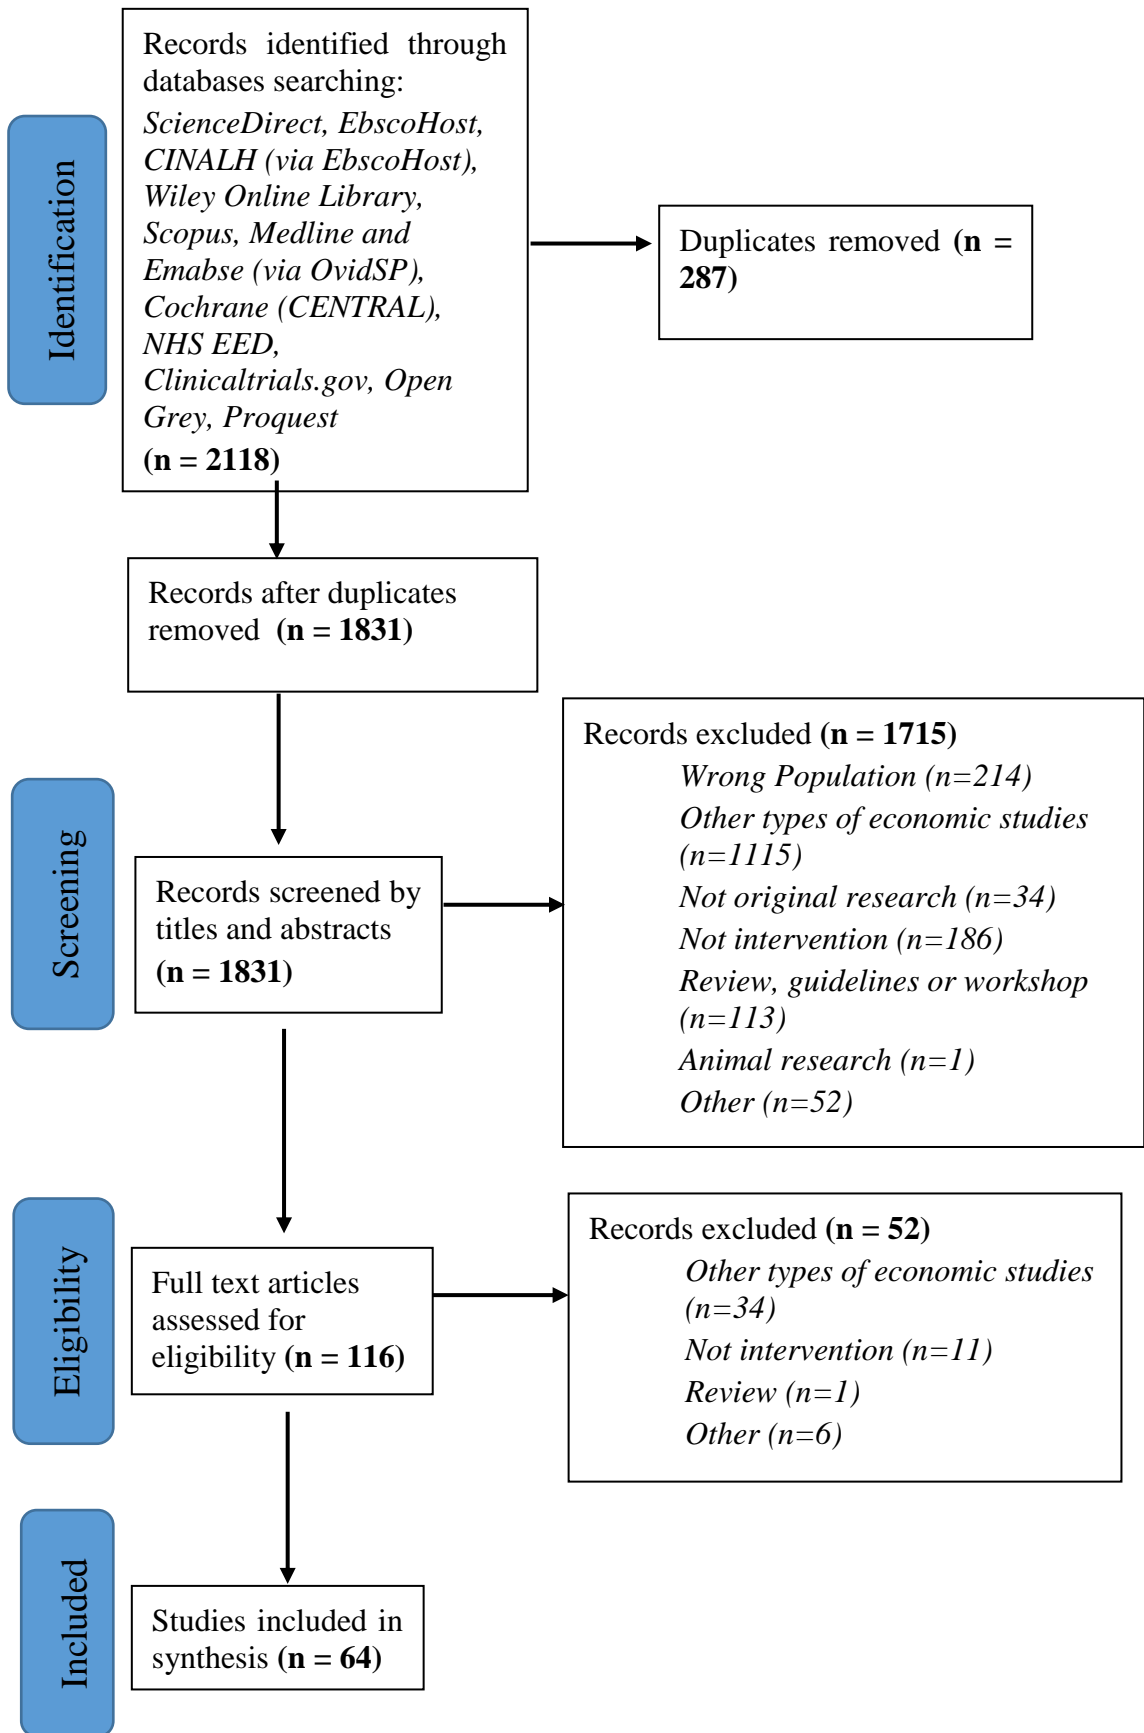 Identification
Records identified through
databases searching:
ScienceDirect, EbscoHost,
CINALH (via EbscoHost),
Wiley Online Library,
Scopus, Medline and
Emabse (via OvidSP),
Cochrane (CENTRAL),
NHS EED,
Clinicaltrials.gov, Open
Grey, Proquest
(n = 2118)
Duplicates removed (n =
287)
Records after duplicates
removed (n = 1831)
Screening
Records screened by
titles and abstracts
(n = 1831)
Records excluded (n = 1715)
Wrong Population (n=214)
Other types of economic studies
(n=1115)
Not original research (n=34)
Not intervention (n=186)
Review, guidelines or workshop
(n=113)
Animal research (n=1)
Other (n=52)
Eligibility
Full text articles
assessed for
eligibility (n = 116)
Records excluded (n = 52)
Other types of economic studies
(n=34)
Not intervention (n=11)
Review (n=1)
Other (n=6)
Included
Studies included in
synthesis (n = 64)